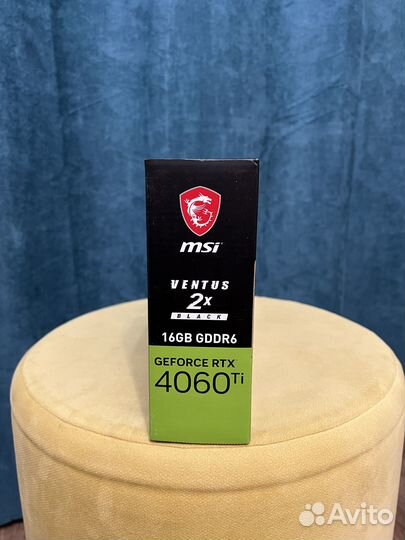 msi
VENTUS
2X
BLACK
16GB GDDR6
GEFORCE RTX
4060Ti
Avito